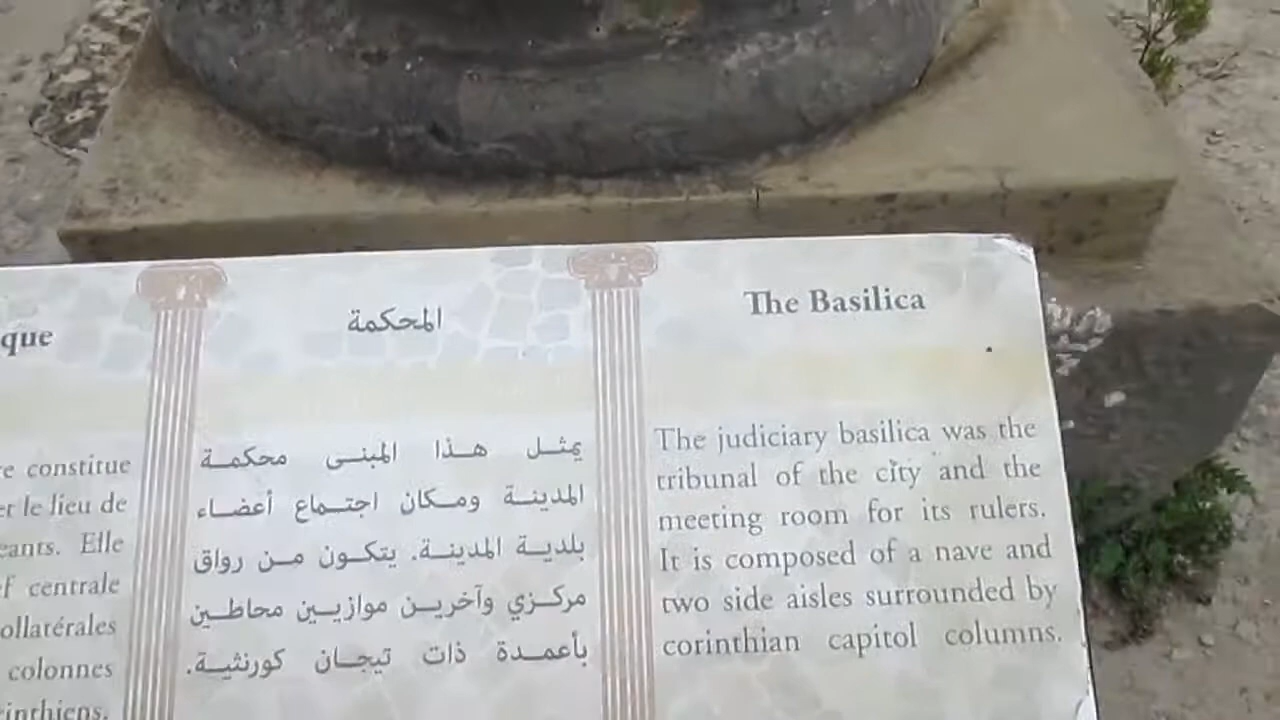 que
e constitue
et le lieu de
eants. Elle
ef centrale
ollatérales
colonnes
inthiens.
المحكمة
يمثل هذا المبنى محكمة
المدينة ومكان اجتماع أعضاء
بلدية المدينة. يتكون من رواق
مركزي وآخرين موازيين محاطين
بأعمدة ذات تيجان كورنثية.
The Basilica
The judiciary basilica was the
tribunal of the city and the
meeting room for its rulers.
It is composed of a nave and
two side aisles surrounded by
corinthian capitol columns.